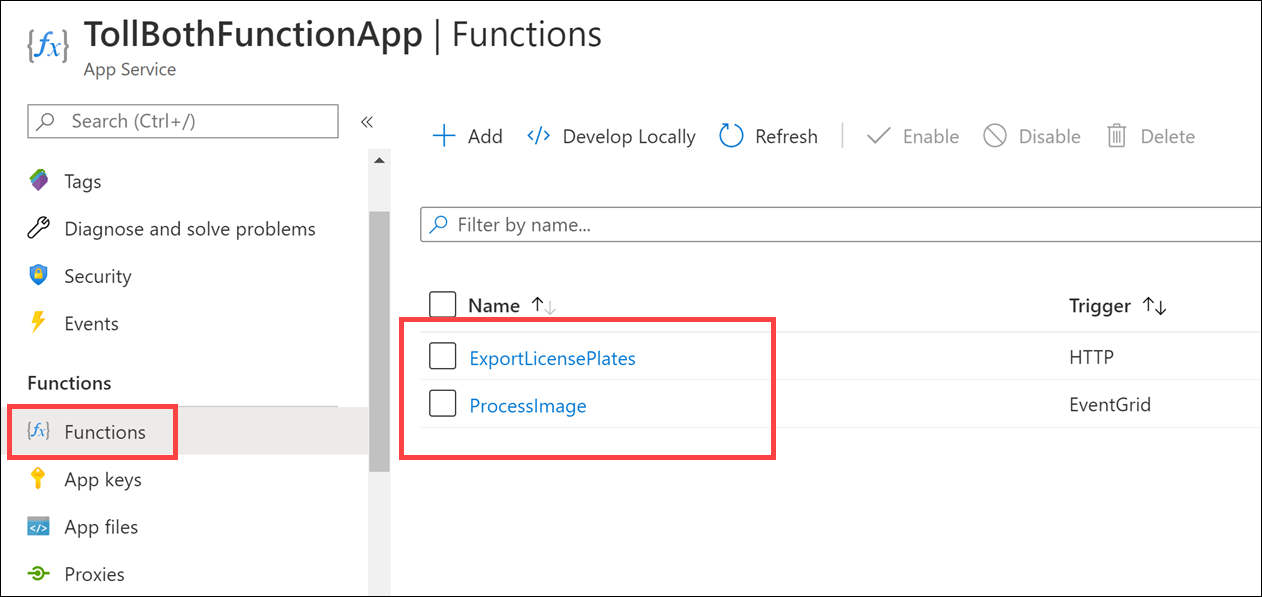 {fx} TollBothFunctionApp | Functions
App Service
Search (Ctrl+/) «
Add </> Develop Locally Refresh Enable Disable Delete
Tags
Diagnose and solve problems
Security
Events
Functions
{fx} Functions
App keys
</> App files
Proxies
Filter by name...
Name ↑↓ Trigger ↑↓
ExportLicensePlates HTTP
ProcessImage EventGrid